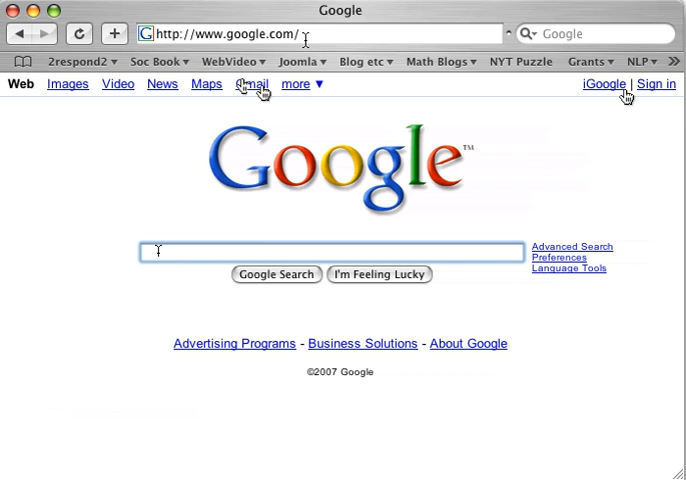 Google
http://www.google.com/
Google
2respond2 Soc Book WebVideo Joomla Blog etc Math Blogs NYT Puzzle Grants NLP
Web Images Video News Maps Gmail more iGoogle | Sign in
Google™
Advanced Search
Preferences
Language Tools
Google Search I'm Feeling Lucky
Advertising Programs - Business Solutions - About Google
©2007 Google